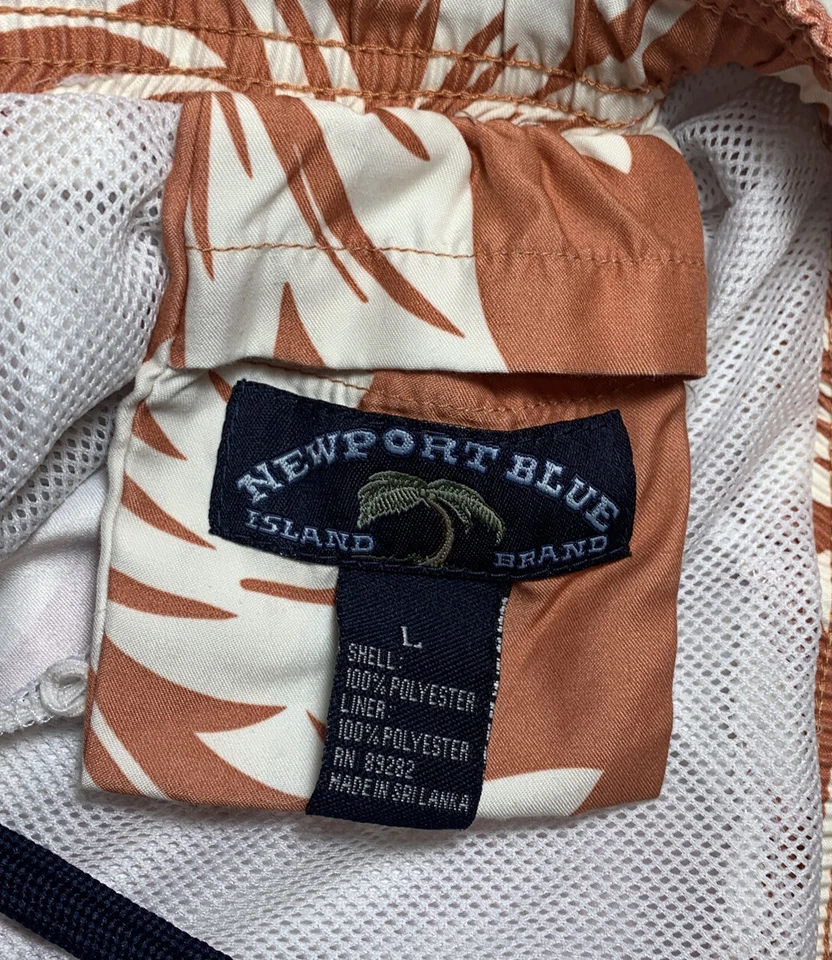 NEWPORT BLUE
ISLAND BRAND
L
SHELL:
100% POLYESTER
LINER:
100% POLYESTER
RN 89282
MADE IN SRI LANKA